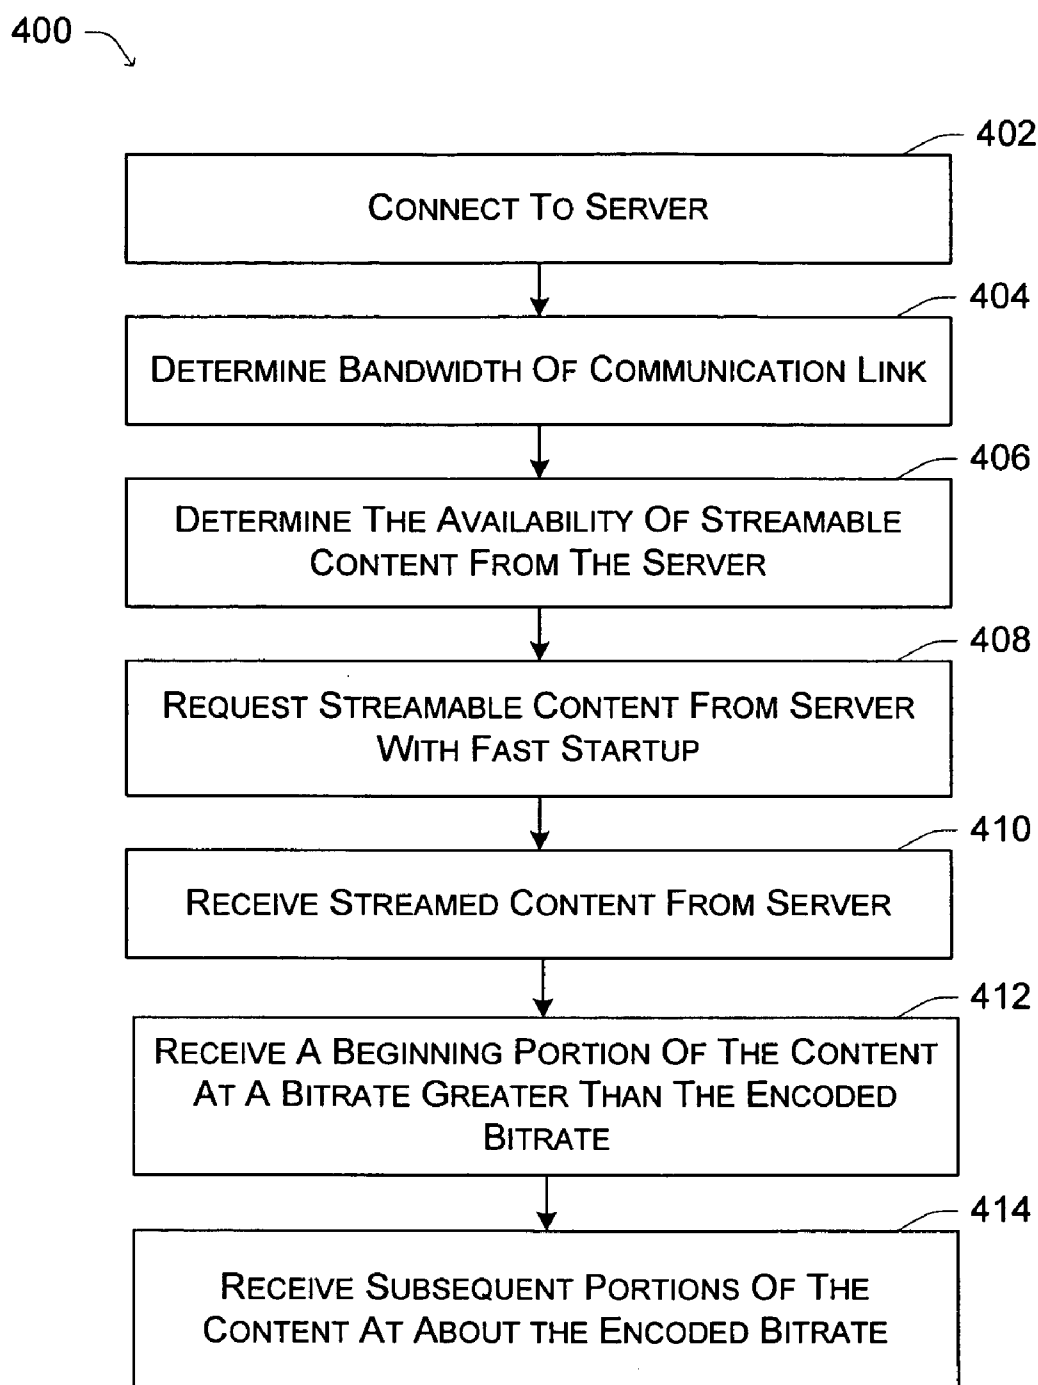 400
402
CONNECT TO SERVER
404
DETERMINE BANDWIDTH OF COMMUNICATION LINK
406
DETERMINE THE AVAILABILITY OF STREAMABLE
CONTENT FROM THE SERVER
408
REQUEST STREAMABLE CONTENT FROM SERVER
WITH FAST STARTUP
410
RECEIVE STREAMED CONTENT FROM SERVER
412
RECEIVE A BEGINNING PORTION OF THE CONTENT
AT A BITRATE GREATER THAN THE ENCODED
BITRATE
414
RECEIVE SUBSEQUENT PORTIONS OF THE
CONTENT AT ABOUT THE ENCODED BITRATE